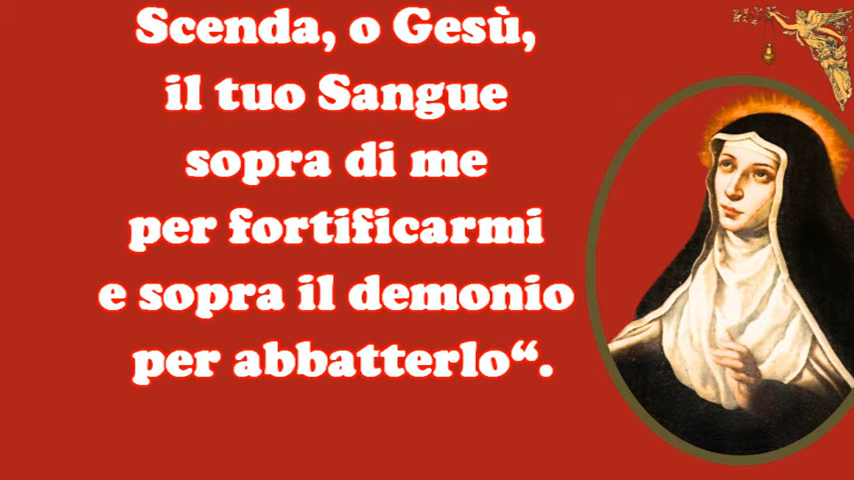 Scenda, o Gesù,
il tuo Sangue
sopra di me
per fortificarmi
e sopra il demonio
per abbatterlo“.